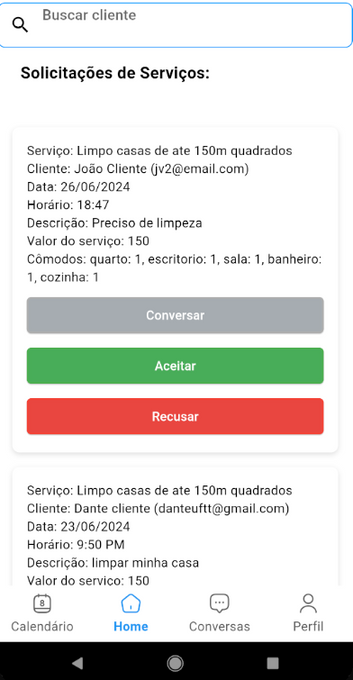 Buscar cliente
Solicitações de Serviços:
Serviço: Limpo casas de ate 150m quadrados
Cliente: João Cliente (jv2@email.com)
Data: 26/06/2024
Horário: 18:47
Descrição: Preciso de limpeza
Valor do serviço: 150
Cômodos: quarto: 1, escritorio: 1, sala: 1, banheiro:
1, cozinha: 1
Conversar
Aceitar
Recusar
Serviço: Limpo casas de ate 150m quadrados
Cliente: Dante cliente (danteuftt@gmail.com)
Data: 23/06/2024
Horário: 9:50 PM
Descrição: limpar minha casa
Valor do serviço: 150
8
Calendário
Home
Conversas
Perfil